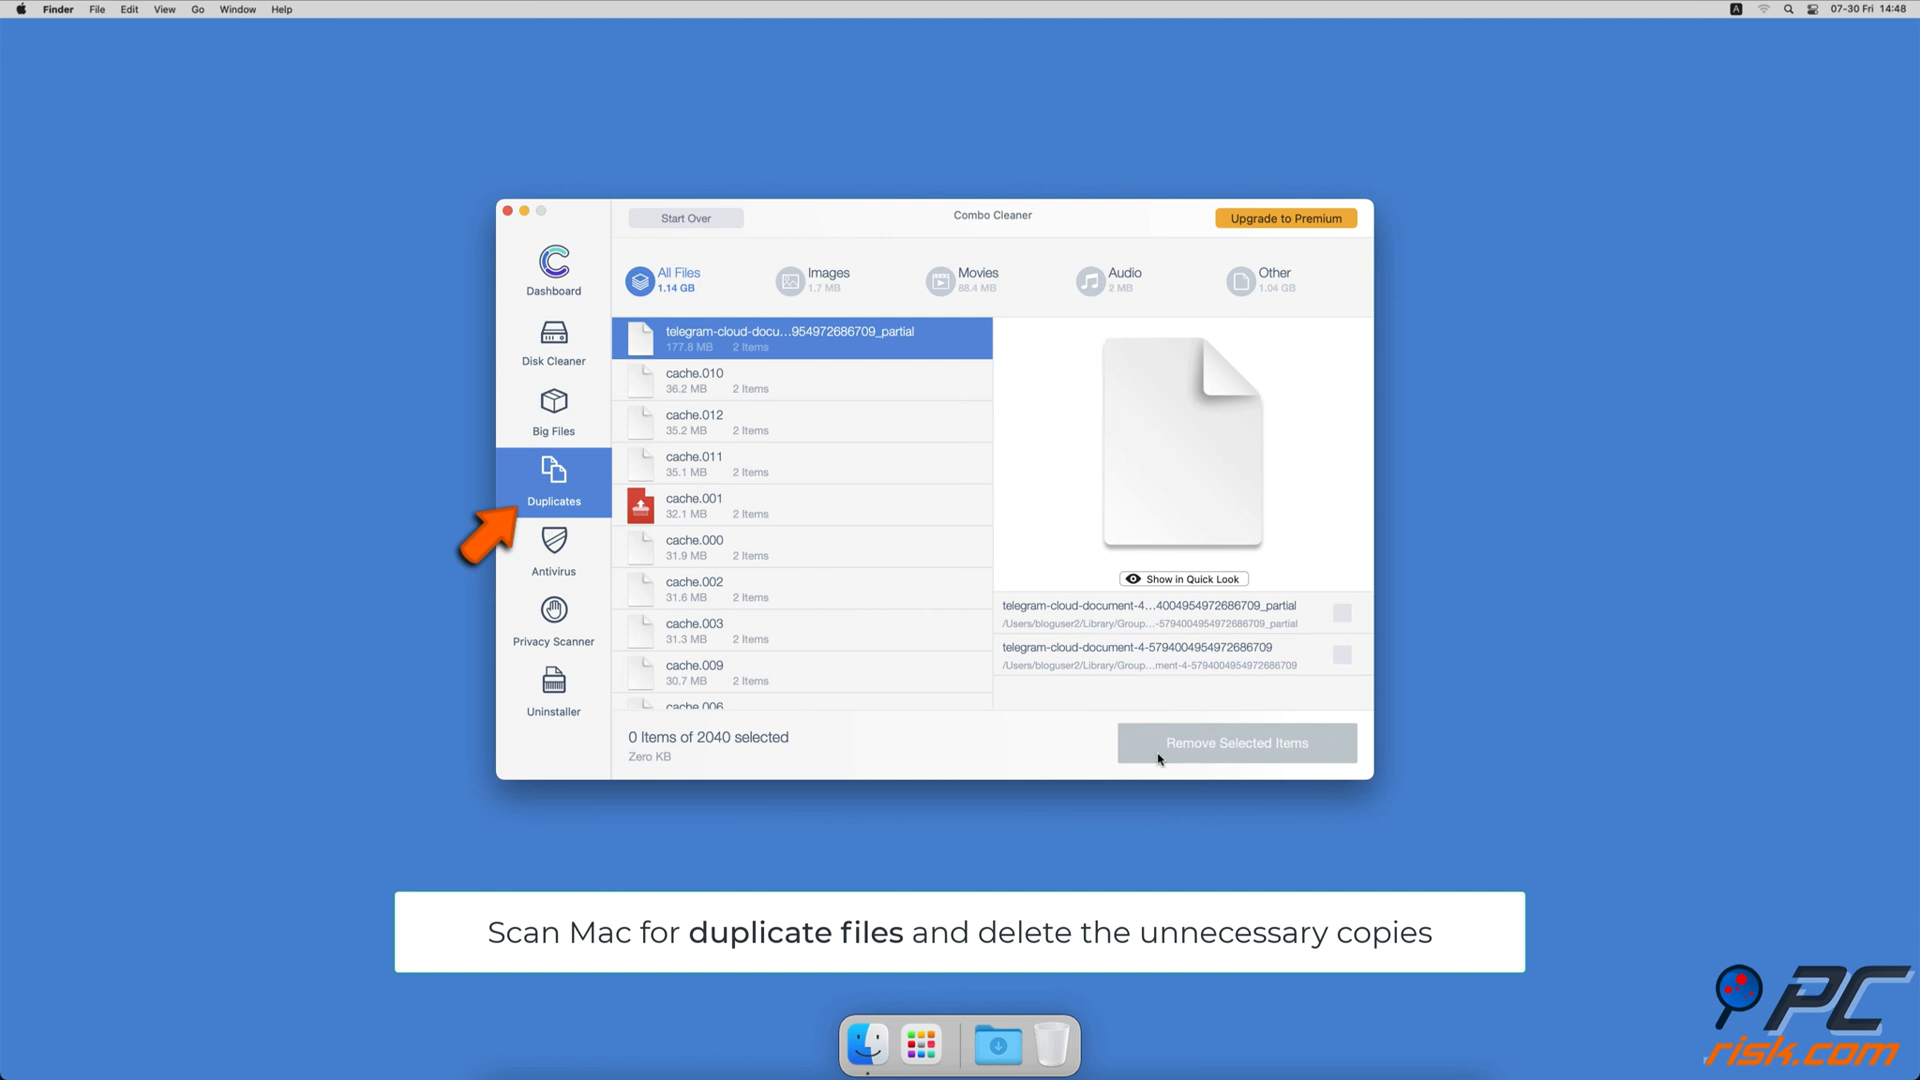 Finder File Edit View Go Window Help
A
07-30 Fri 14:48
Start Over
Combo Cleaner
Upgrade to Premium
Dashboard
Disk Cleaner
Big Files
Duplicates
Antivirus
Privacy Scanner
Uninstaller
All Files
1.14 GB
Images
1.7 MB
Movies
88.4 MB
Audio
2 MB
Other
1.04 GB
telegram-cloud-docu...954972686709_partial
177.8 MB 2 Items
cache.010
36.2 MB 2 Items
cache.012
35.2 MB 2 Items
cache.011
35.1 MB 2 Items
cache.001
32.1 MB 2 Items
cache.000
31.9 MB 2 Items
cache.002
31.6 MB 2 Items
cache.003
31.3 MB 2 Items
cache.009
30.7 MB 2 Items
cache.006
Show in Quick Look
telegram-cloud-document-4...4004954972686709_partial
/Users/bloguser2/Library/Group...-5794004954972686709_partial
telegram-cloud-document-4-5794004954972686709
/Users/bloguser2/Library/Group...ment-4-5794004954972686709
0 Items of 2040 selected
Zero KB
Remove Selected Items
Scan Mac for duplicate files and delete the unnecessary copies
PC
risk.com